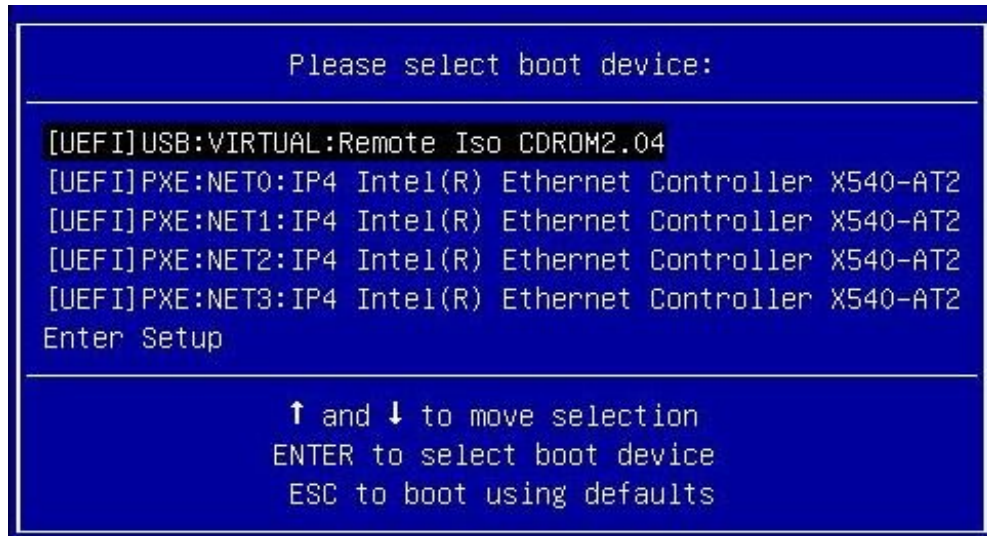 Please select boot device:
[UEFI]USB:VIRTUAL:Remote Iso CDROM2.04
[UEFI]PXE:NET0:IP4 Intel(R) Ethernet Controller X540-AT2
[UEFI]PXE:NET1:IP4 Intel(R) Ethernet Controller X540-AT2
[UEFI]PXE:NET2:IP4 Intel(R) Ethernet Controller X540-AT2
[UEFI]PXE:NET3:IP4 Intel(R) Ethernet Controller X540-AT2
Enter Setup
↑ and ↓ to move selection
ENTER to select boot device
ESC to boot using defaults